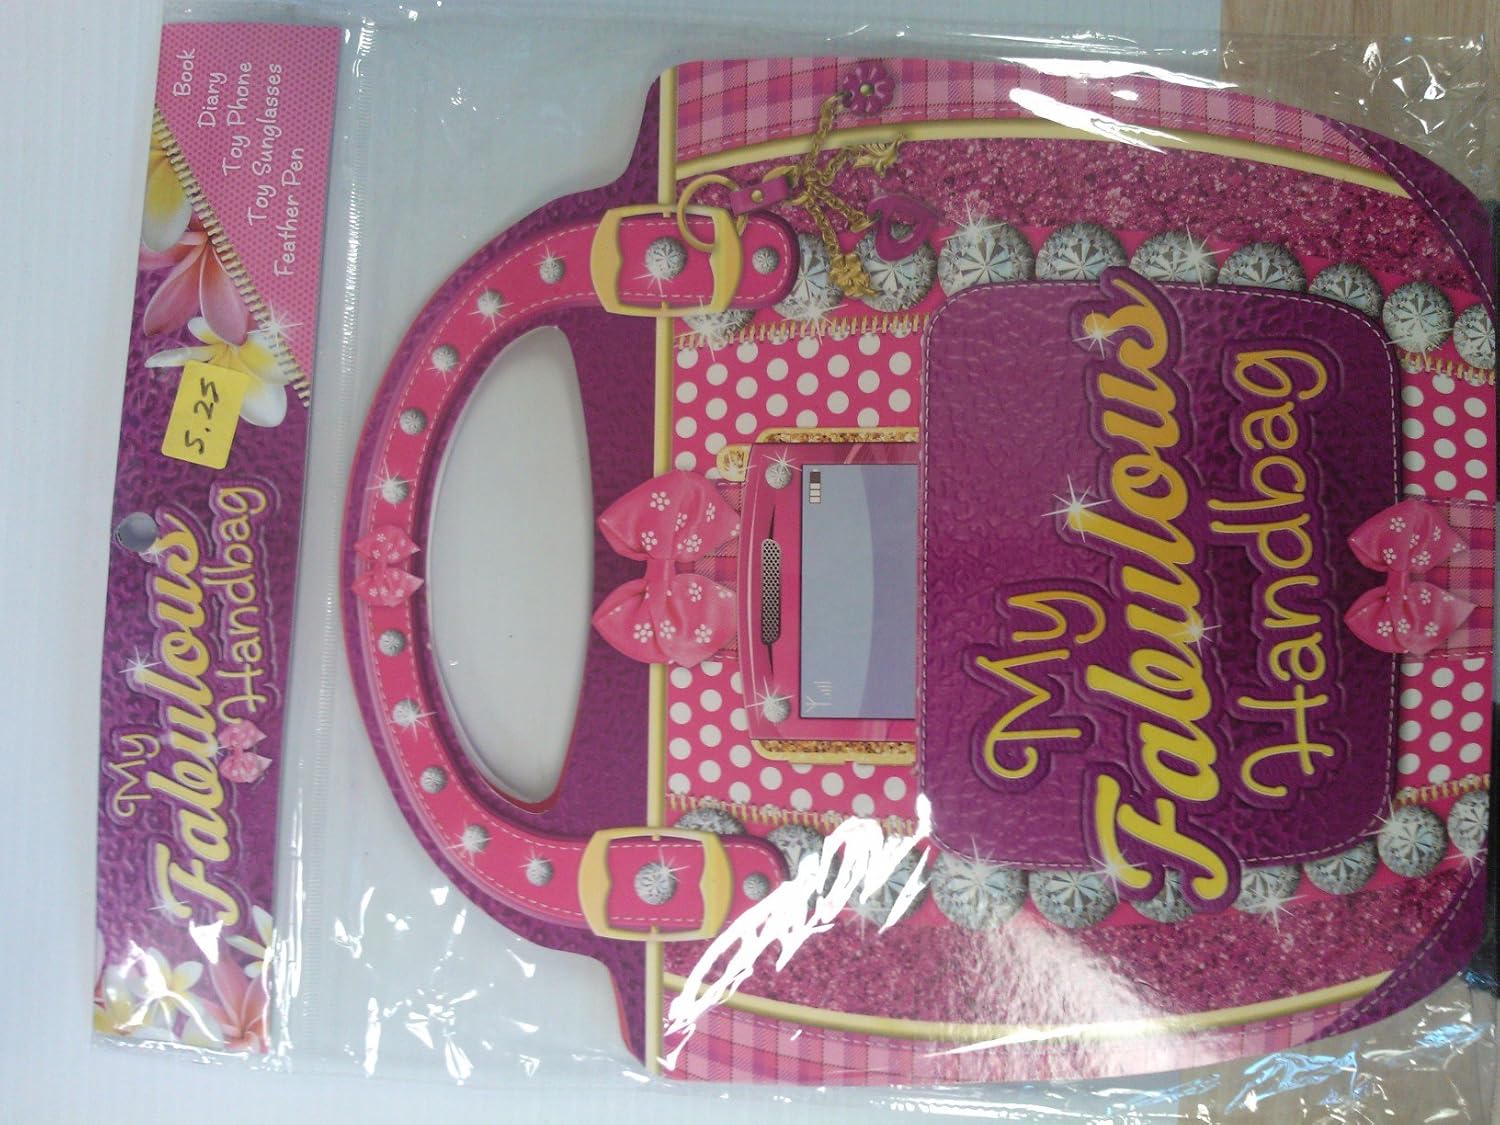 Book
Diary
Toy Phone
Toy Sunglasses
Feather Pen
5.25
My
Fabulous
Handbag
My
Fabulous
Handbag